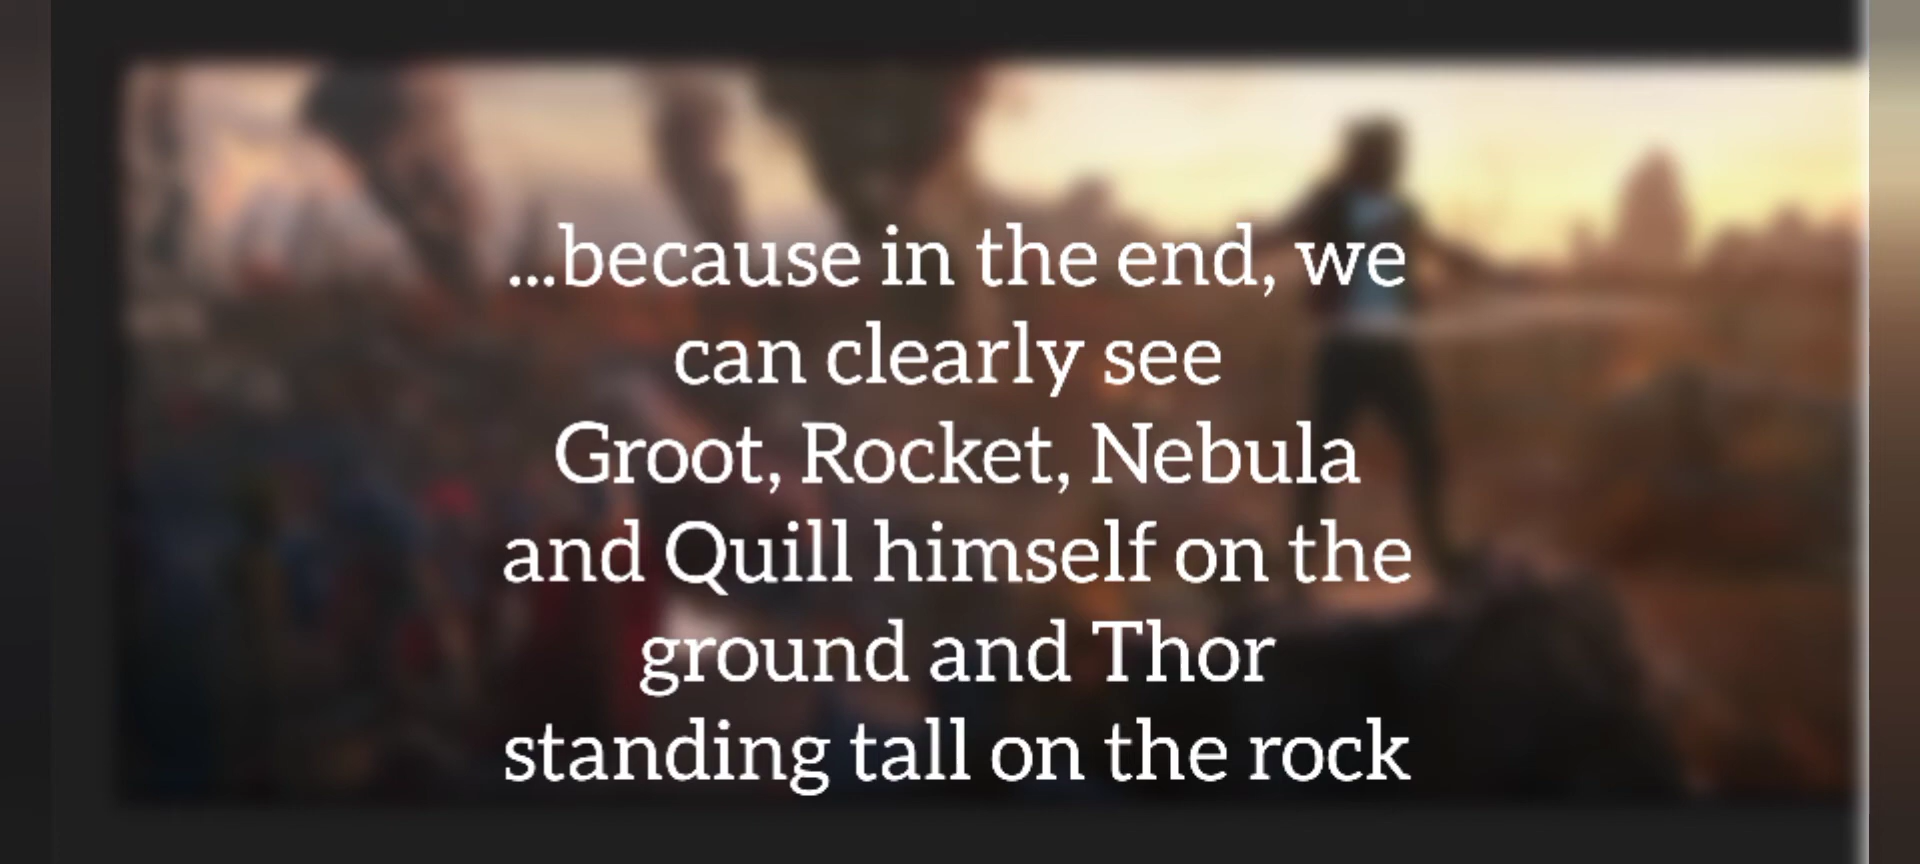 ...because in the end, we
can clearly see
Groot, Rocket, Nebula
and Quill himself on the
ground and Thor
standing tall on the rock